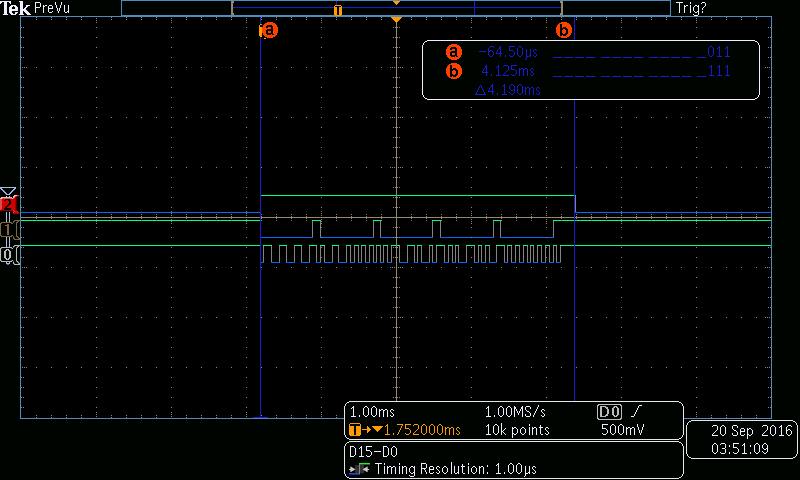 Tek PreVu Trig?
T
a b
a -64.50µs _ _ _ _ _ _ _ _ _ _ _ _ _011
b 4.125ms _ _ _ _ _ _ _ _ _ _ _ _ _111
△4.190ms
2
1
0
1.00ms 1.00MS/s D0
T→▼1.752000ms 10k points 500mV
D15-D0
Timing Resolution: 1.00µs
20 Sep 2016
03:51:09